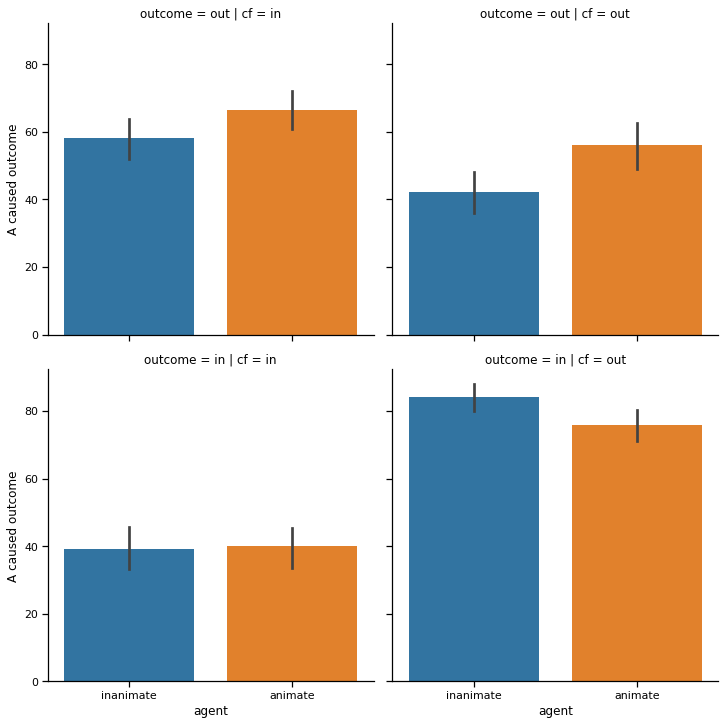 outcome = out | cf = in
outcome = out | cf = out
80
60
40
20
0
A caused outcome
outcome = in | cf = in
outcome = in | cf = out
80
60
40
20
0
A caused outcome
inanimate
animate
inanimate
animate
agent
agent